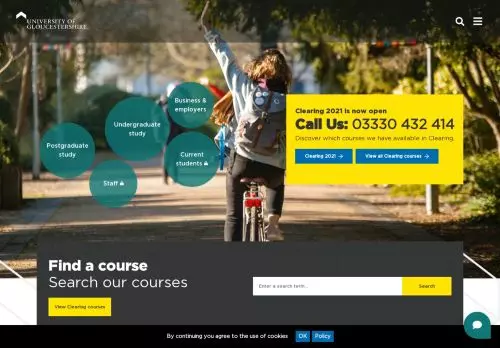 UNIVERSITY OF
GLOUCESTERSHIRE
Business &
employers
Undergraduate
study
Postgraduate
study
Current
students
Staff
Clearing 2021 is now open
Call Us: 03330 432 414
Discover which courses we have available in Clearing.
Clearing 2021 →
View all Clearing courses →
Find a course
Search our courses
View Clearing courses
Enter a search term...
Search
By continuing you agree to the use of cookies
OK
Policy